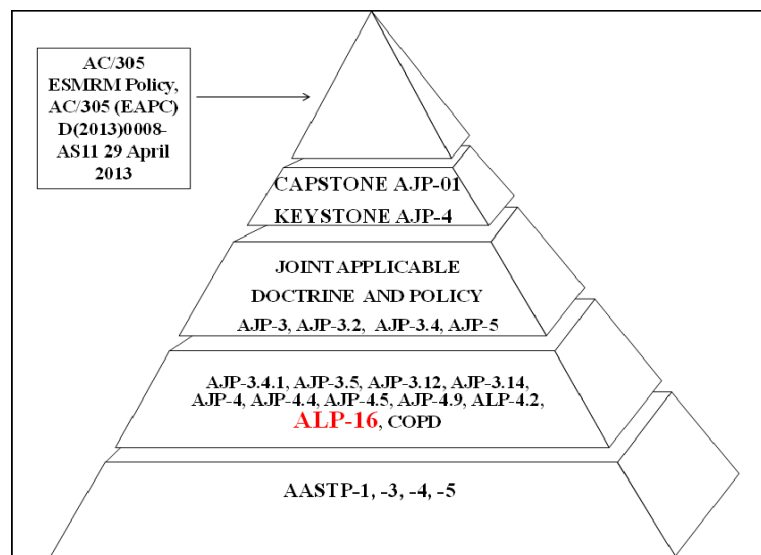 AC/305
ESMRM Policy,
AC/305 (EAPC)
D(2013)0008-
AS11 29 April
2013
CAPSTONE AJP-01
KEYSTONE AJP-4
JOINT APPLICABLE
DOCTRINE AND POLICY
AJP-3, AJP-3.2, AJP-3.4, AJP-5
AJP-3.4.1, AJP-3.5, AJP-3.12, AJP-3.14,
AJP-4, AJP-4.4, AJP-4.5, AJP-4.9, ALP-4.2,
ALP-16, COPD
AASTP-1, -3, -4, -5